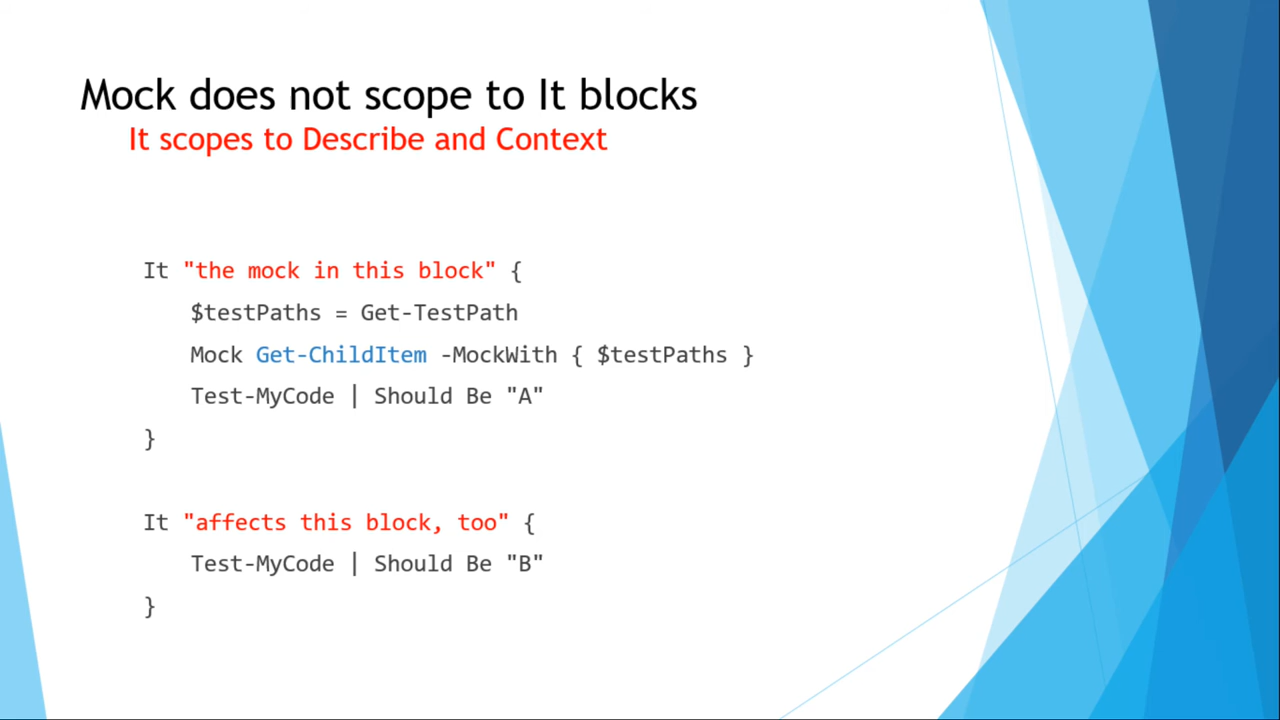 Mock does not scope to It blocks
It scopes to Describe and Context
It "the mock in this block" {
$testPaths = Get-TestPath
Mock Get-ChildItem -MockWith { $testPaths }
Test-MyCode | Should Be "A"
}
It "affects this block, too" {
Test-MyCode | Should Be "B"
}